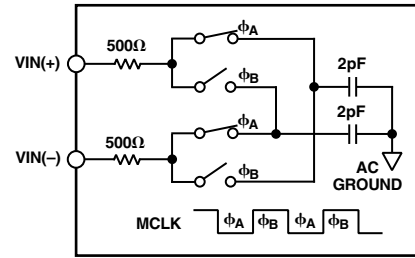 ϕA
500Ω
VIN(+)
2pF
ϕB
2pF
500Ω
ϕA
VIN(–)
ϕB
AC
GROUND
MCLK
ϕA ϕB ϕA ϕB